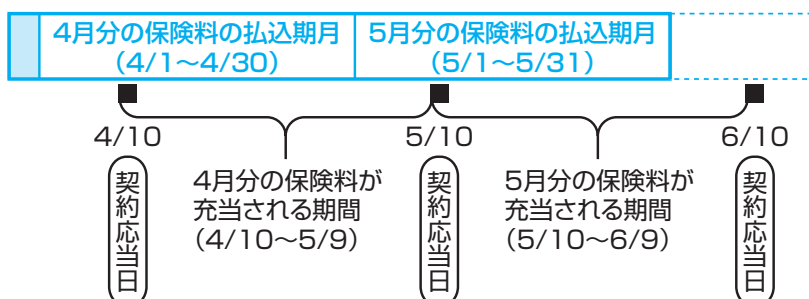 4月分の保険料の払込期月
（4/1〜4/30）
5月分の保険料の払込期月
（5/1〜5/31）
4/10
5/10
6/10
契約応当日
4月分の保険料が
充当される期間
（4/10〜5/9）
契約応当日
5月分の保険料が
充当される期間
（5/10〜6/9）
契約応当日